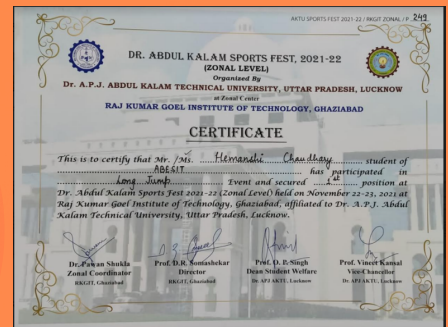 AKTU SPORTS FEST 2021-22 / RKGIT ZONAL / P 249
DR. ABDUL KALAM SPORTS FEST, 2021-22
(ZONAL LEVEL)
Organized By
Dr. A.P.J. ABDUL KALAM TECHNICAL UNIVERSITY, UTTAR PRADESH, LUCKNOW
at Zonal Center
RAJ KUMAR GOEL INSTITUTE OF TECHNOLOGY, GHAZIABAD
CERTIFICATE
This is to certify that Mr. /Ms. Hemanshi Chaudhary student of
ABESIT has participated in
Long Jump Event and secured 1st position at
Dr. Abdul Kalam Sports Fest 2021-22 (Zonal Level) held on November 22-23, 2021 at
Raj Kumar Goel Institute of Technology, Ghaziabad, affiliated to Dr. A.P.J. Abdul
Kalam Technical University, Uttar Pradesh, Lucknow.
Dr. Pawan Shukla Prof. D.R. Somashekar Prof. O. P. Singh Prof. Vineet Kansal
Zonal Coordinator Director Dean Student Welfare Vice-Chancellor
RKGIT, Ghaziabad RKGIT, Ghaziabad Dr. APJ AKTU, Lucknow Dr. APJ AKTU, Lucknow